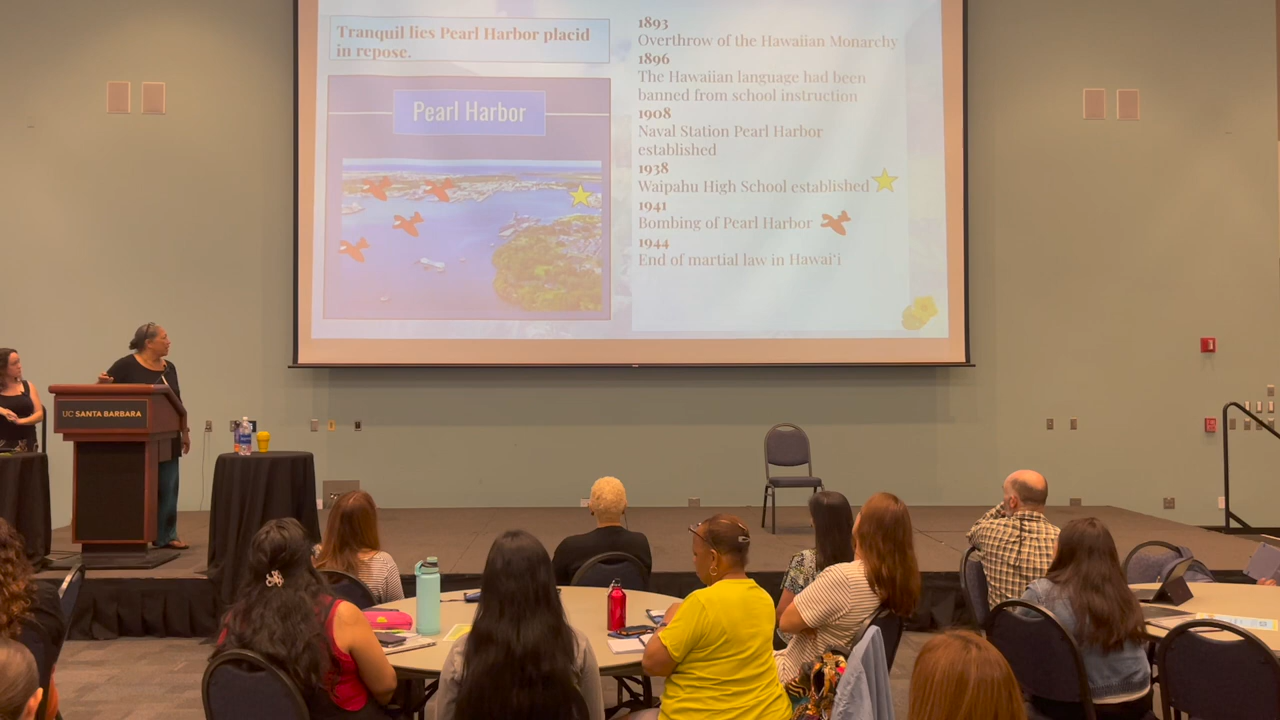 Tranquil lies Pearl Harbor placid
in repose.
Pearl Harbor
1893
Overthrow of the Hawaiian Monarchy
1896
The Hawaiian language had been
banned from school instruction
1908
Naval Station Pearl Harbor
established
1938
Waipahu High School established
1941
Bombing of Pearl Harbor
1944
End of martial law in Hawaiʻi
UC SANTA BARBARA